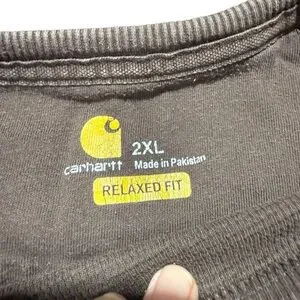 2XL
carhartt
Made in Pakistan
RELAXED FIT